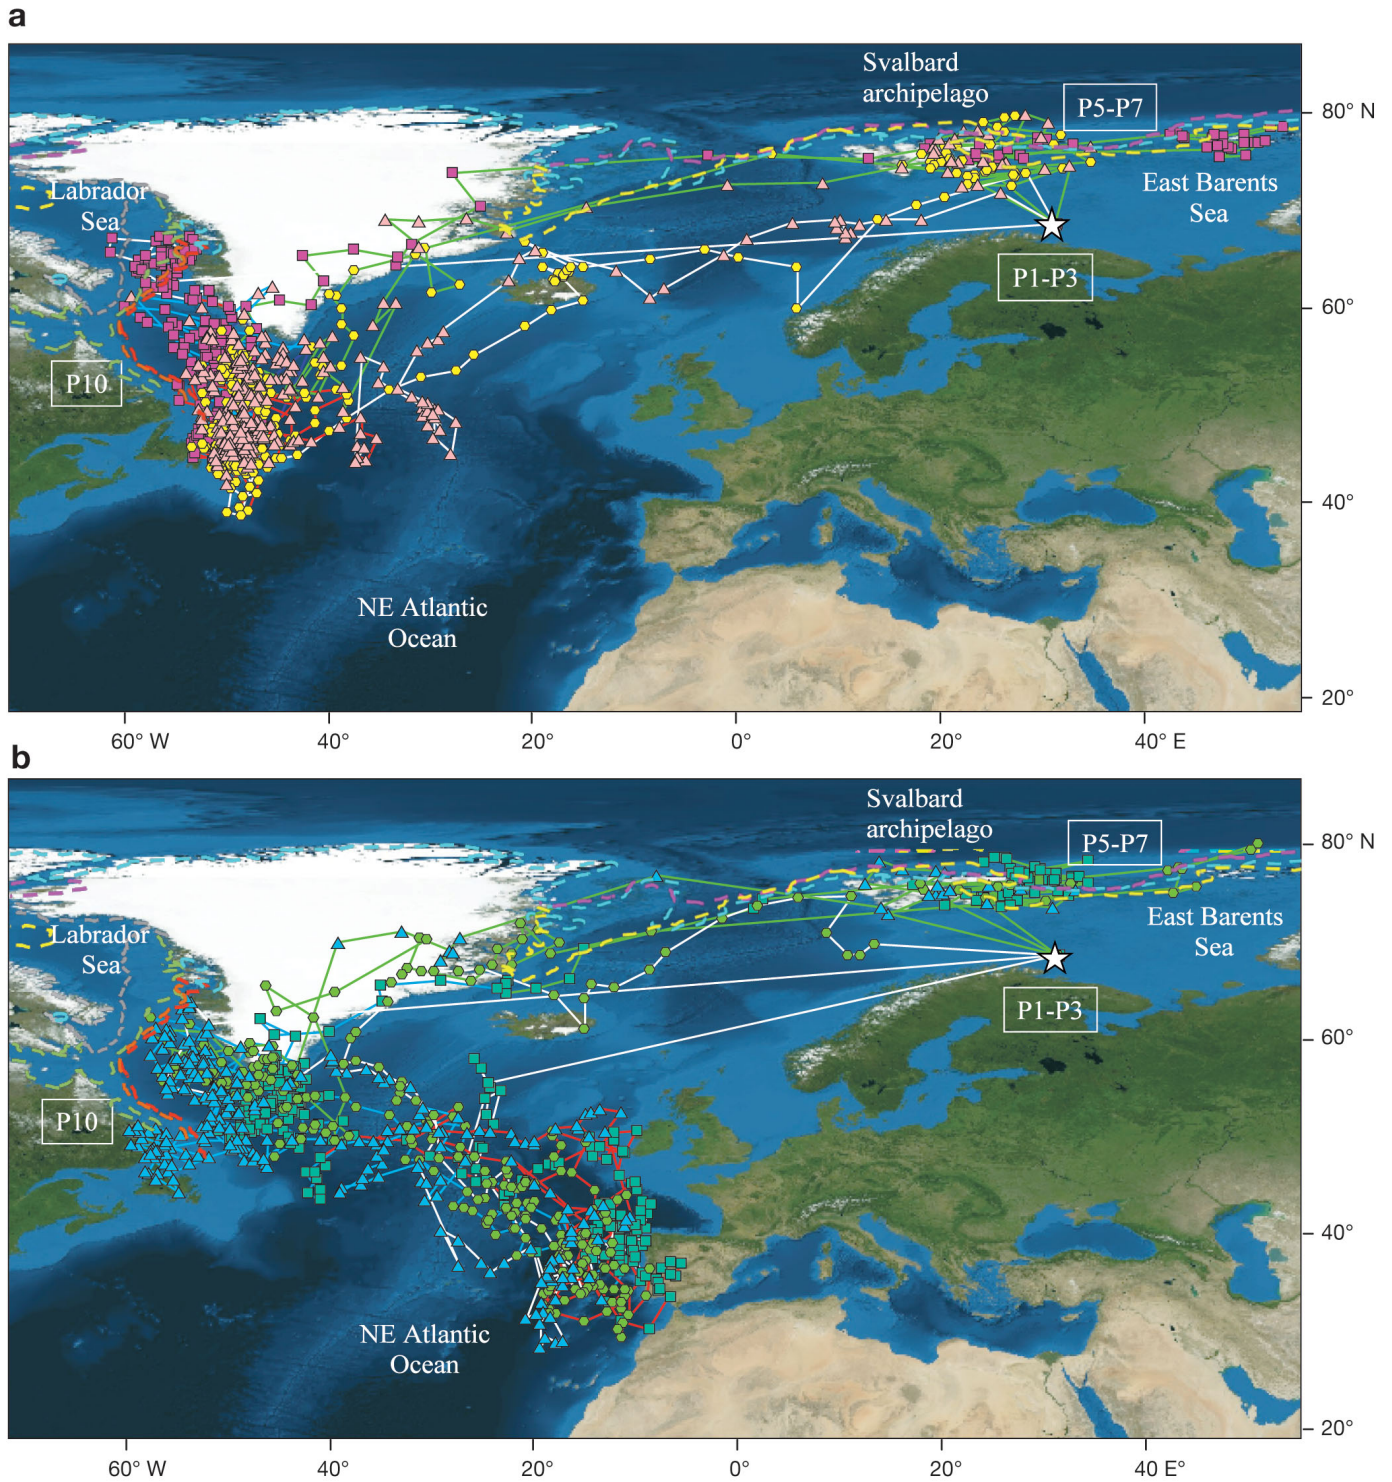 a
Svalbard
archipelago
P5-P7
80° N
Labrador
Sea
East Barents
Sea
P1-P3
60°
P10
40°
NE Atlantic
Ocean
20°
60° W
40°
20°
0°
20°
40° E
b
Svalbard
archipelago
P5-P7
80° N
Labrador
Sea
East Barents
Sea
P1-P3
60°
P10
40°
NE Atlantic
Ocean
20°
60° W
40°
20°
0°
20°
40° E°